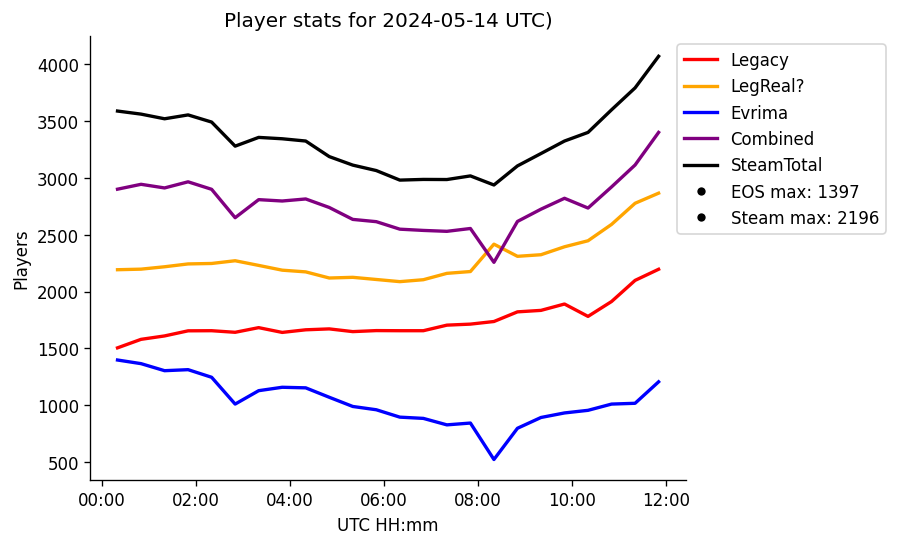 Player stats for 2024-05-14 UTC)
4000
3500
3000
2500
2000
1500
1000
500
Players
00:00 02:00 04:00 06:00 08:00 10:00 12:00
UTC HH:mm
Legacy
LegReal?
Evrima
Combined
SteamTotal
EOS max: 1397
Steam max: 2196